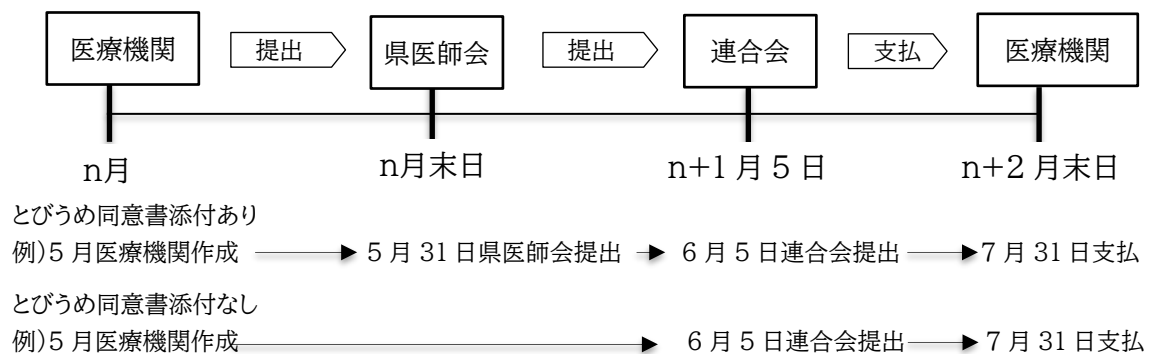 医療機関 提出 県医師会 提出 連合会 支払 医療機関
n月 n月末日 n+1月5日 n+2月末日
とびうめ同意書添付あり
例)5月医療機関作成 5月31日県医師会提出 6月5日連合会提出 7月31日支払
とびうめ同意書添付なし
例)5月医療機関作成 6月5日連合会提出 7月31日支払